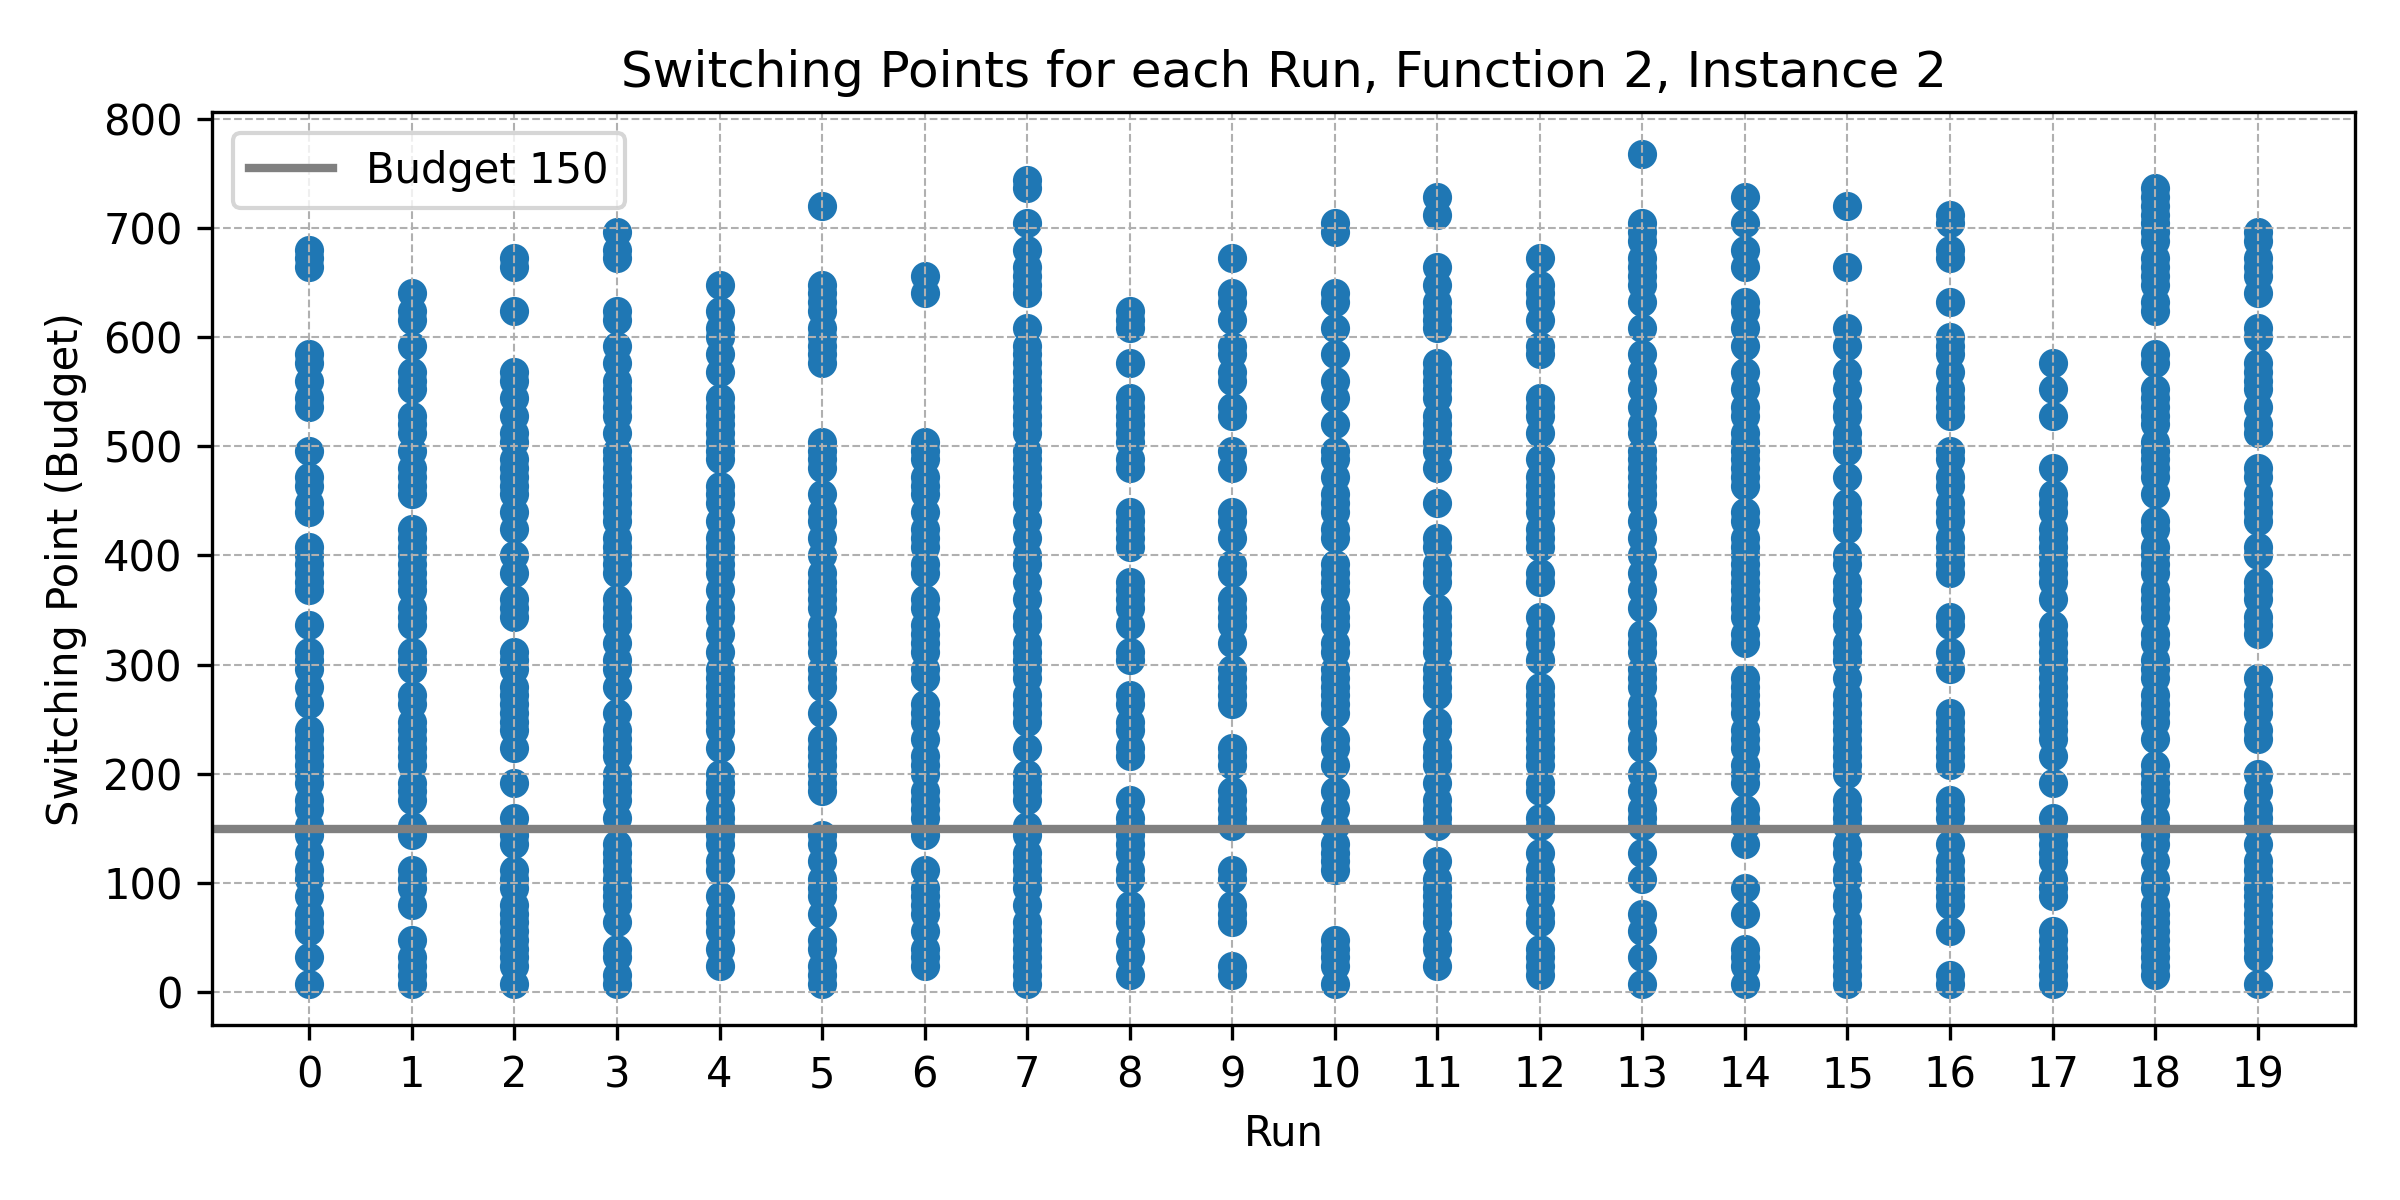 Switching Points for each Run, Function 2, Instance 2
Budget 150
Switching Point (Budget)
800
700
600
500
400
300
200
100
0
0 1 2 3 4 5 6 7 8 9 10 11 12 13 14 15 16 17 18 19
Run